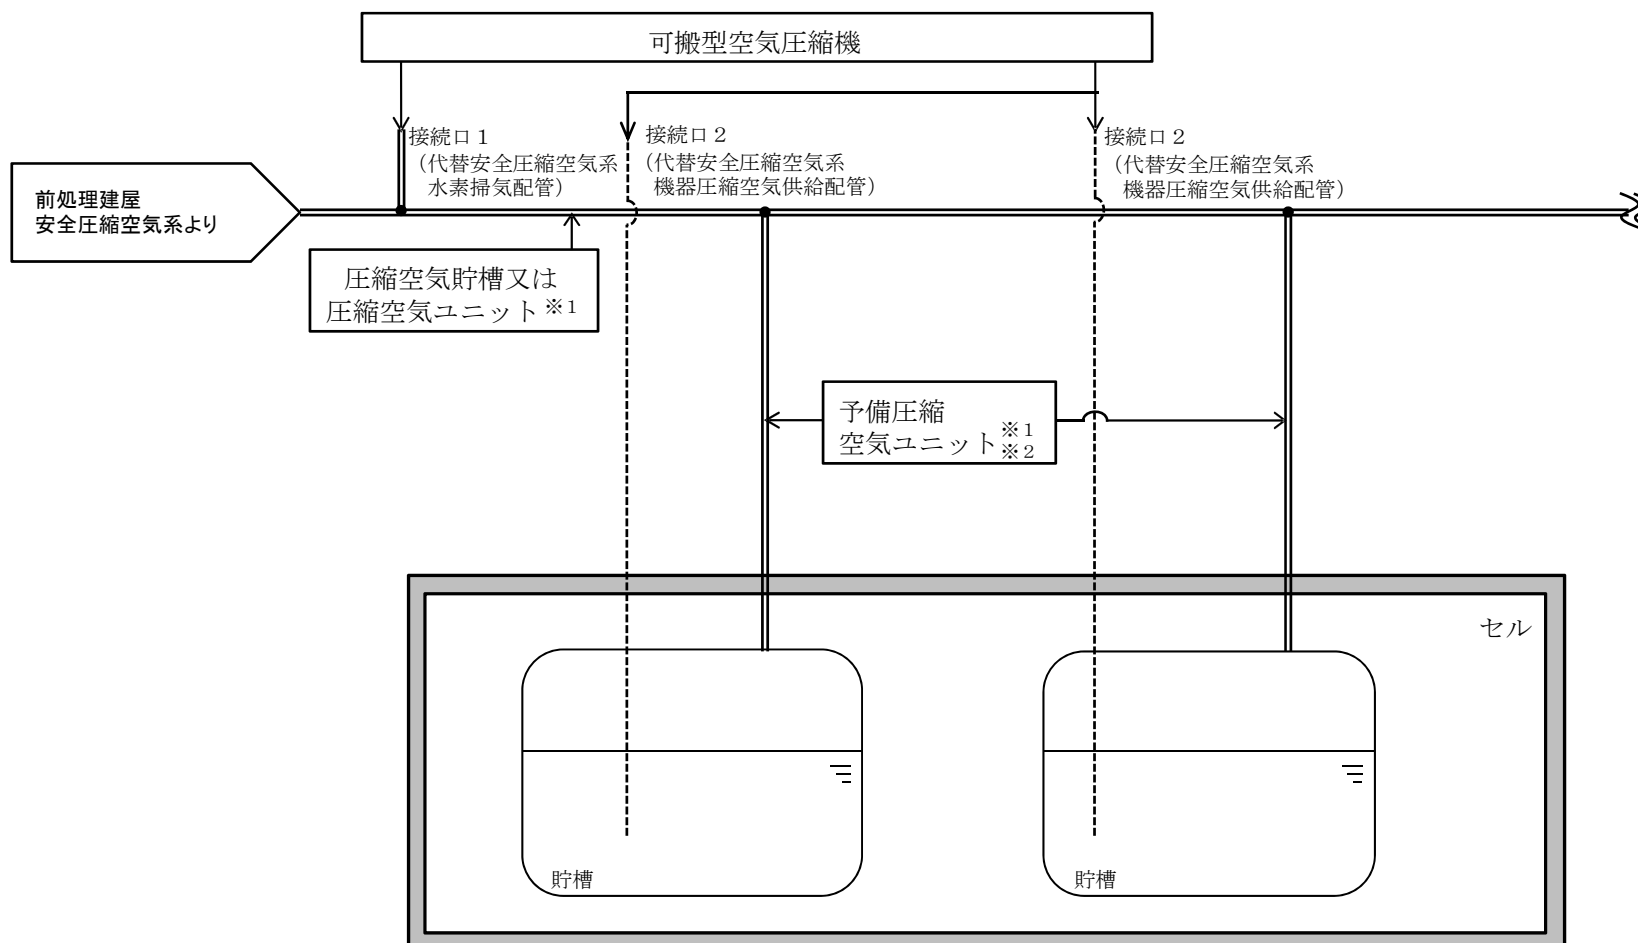 可搬型空気圧縮機
接続口１
（代替安全圧縮空気系
水素掃気配管）
接続口２
（代替安全圧縮空気系
機器圧縮空気供給配管）
接続口２
（代替安全圧縮空気系
機器圧縮空気供給配管）
前処理建屋
安全圧縮空気系より
圧縮空気貯槽又は
圧縮空気ユニット※１
予備圧縮
空気ユニット※１
※２
セル
貯槽
貯槽